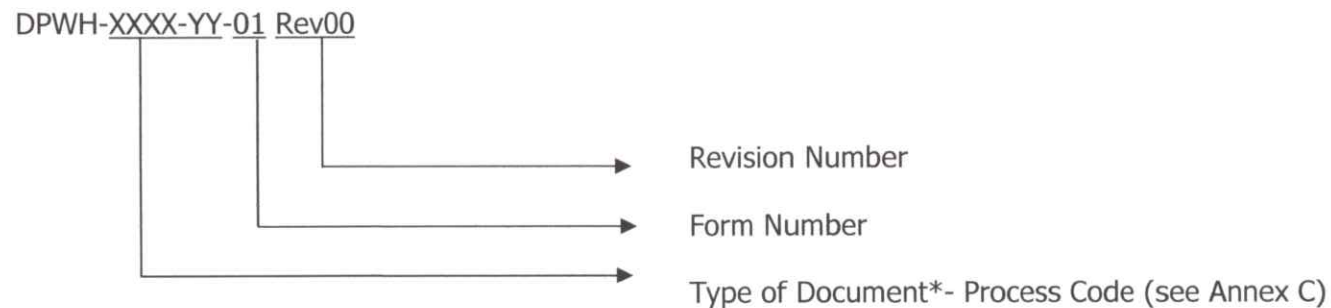 DPWH-XXXX-YY-01 Rev00
Revision Number
Form Number
Type of Document*- Process Code (see Annex C)